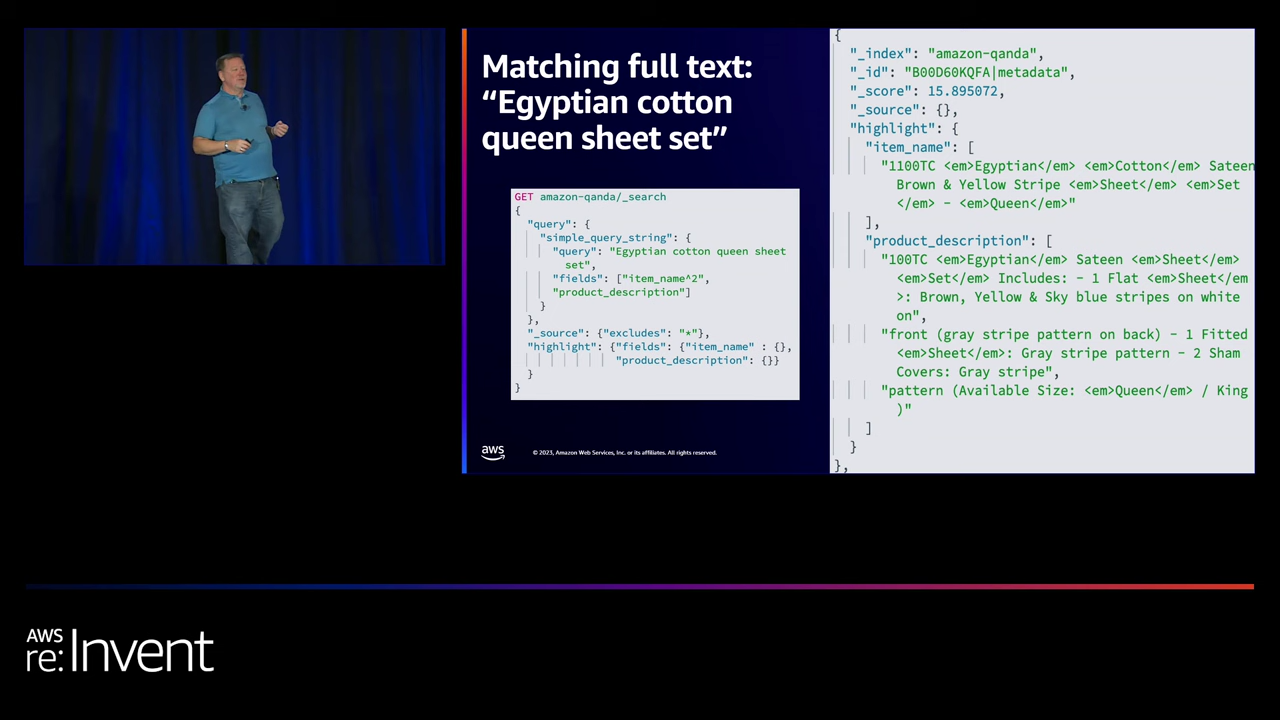 Matching full text:
“Egyptian cotton
queen sheet set”
GET amazon-qanda/_search
{
"query": {
"simple_query_string": {
"query": "Egyptian cotton queen sheet
set",
"fields": ["item_name^2",
"product_description"]
}
},
"_source": {"excludes": "*"},
"highlight": {"fields": {"item_name" : {},
"product_description": {}}
}
}
aws
© 2023, Amazon Web Services, Inc. or its affiliates. All rights reserved.
{
"_index": "amazon-qanda",
"_id": "B00D60KQFA|metadata",
"_score": 15.895072,
"_source": {},
"highlight": {
"item_name": [
"1100TC <em>Egyptian</em> <em>Cotton</em> Sateen
Brown & Yellow Stripe <em>Sheet</em> <em>Set
</em> - <em>Queen</em>"
],
"product_description": [
"100TC <em>Egyptian</em> Sateen <em>Sheet</em>
<em>Set</em> Includes: - 1 Flat <em>Sheet</em
>: Brown, Yellow & Sky blue stripes on white
on",
"front (gray stripe pattern on back) - 1 Fitted
<em>Sheet</em>: Gray stripe pattern - 2 Sham
Covers: Gray stripe",
"pattern (Available Size: <em>Queen</em> / King
)"
]
}
},
AWS
re:Invent